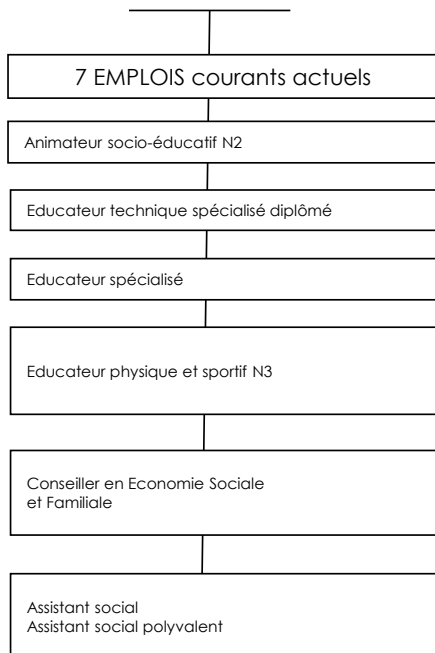 7 EMPLOIS courants actuels
Animateur socio-éducatif N2
Educateur technique spécialisé diplômé
Educateur spécialisé
Educateur physique et sportif N3
Conseiller en Economie Sociale
et Familiale
Assistant social
Assistant social polyvalent